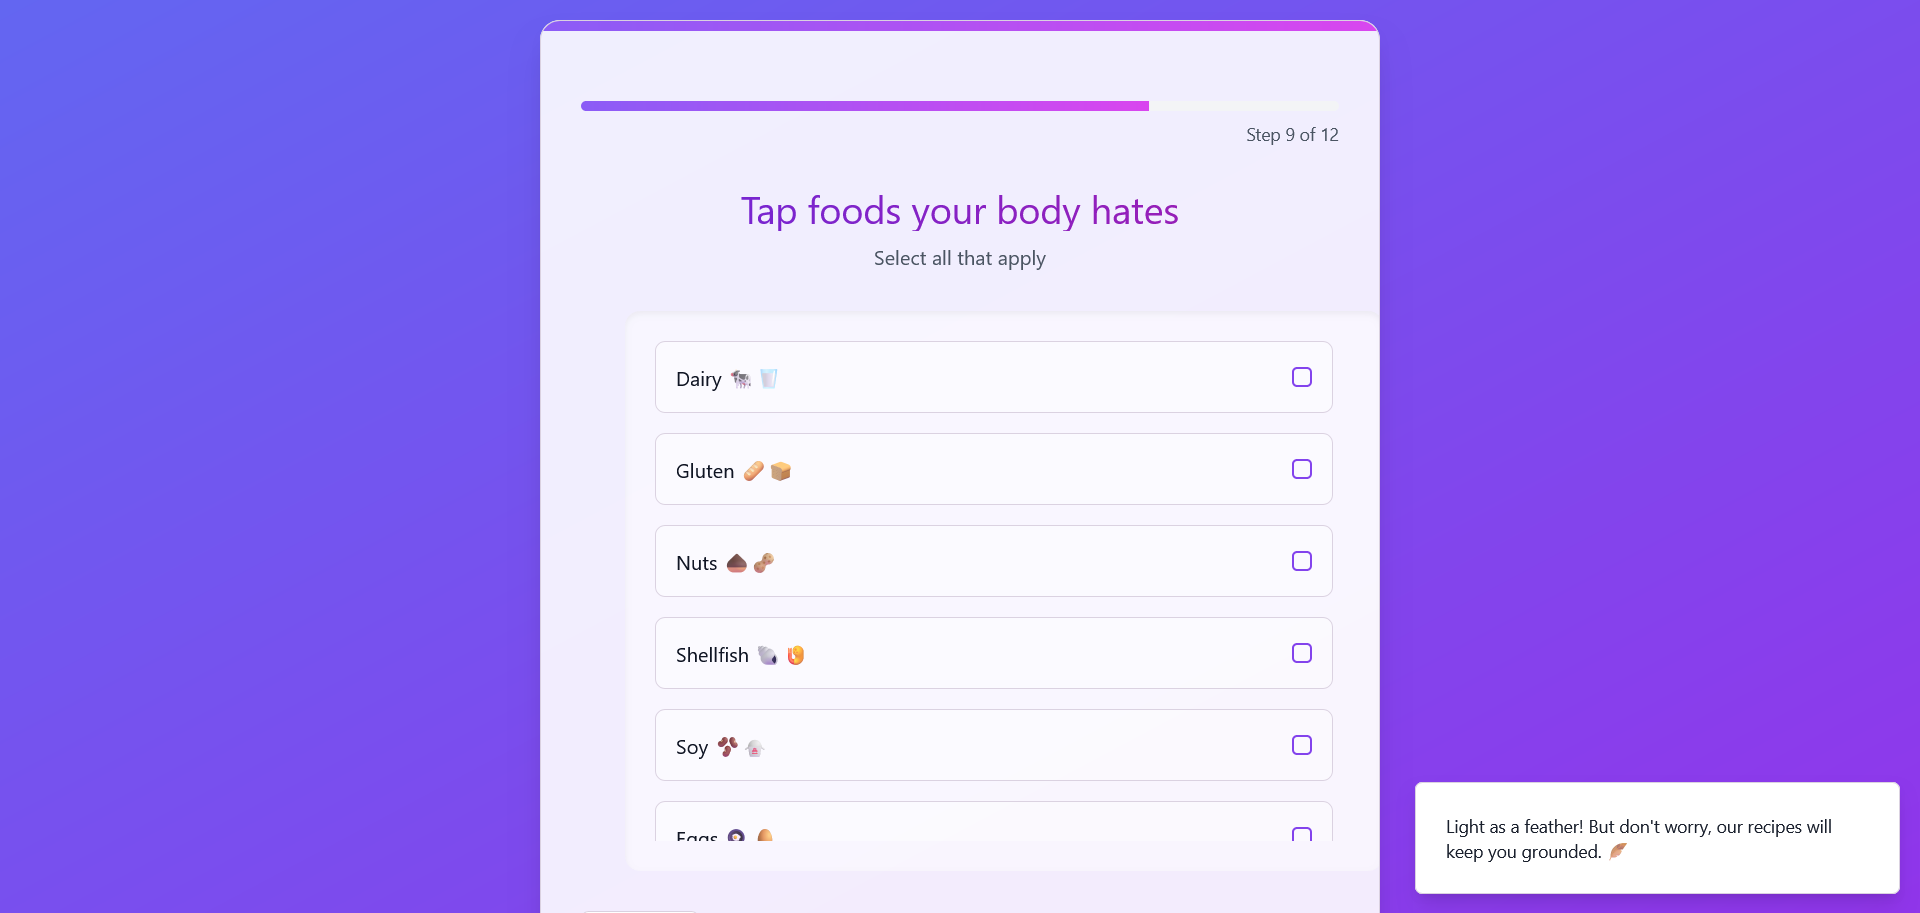 Step 9 of 12
Tap foods your body hates
Select all that apply
Dairy 🐄 🥛
Gluten 🥖 🍞
Nuts 🌰 🥜
Shellfish 🐚 🍤
Soy 🫘 🍚
Eggs 🍳 🥚
Light as a feather! But don't worry, our recipes will
keep you grounded. 🪶